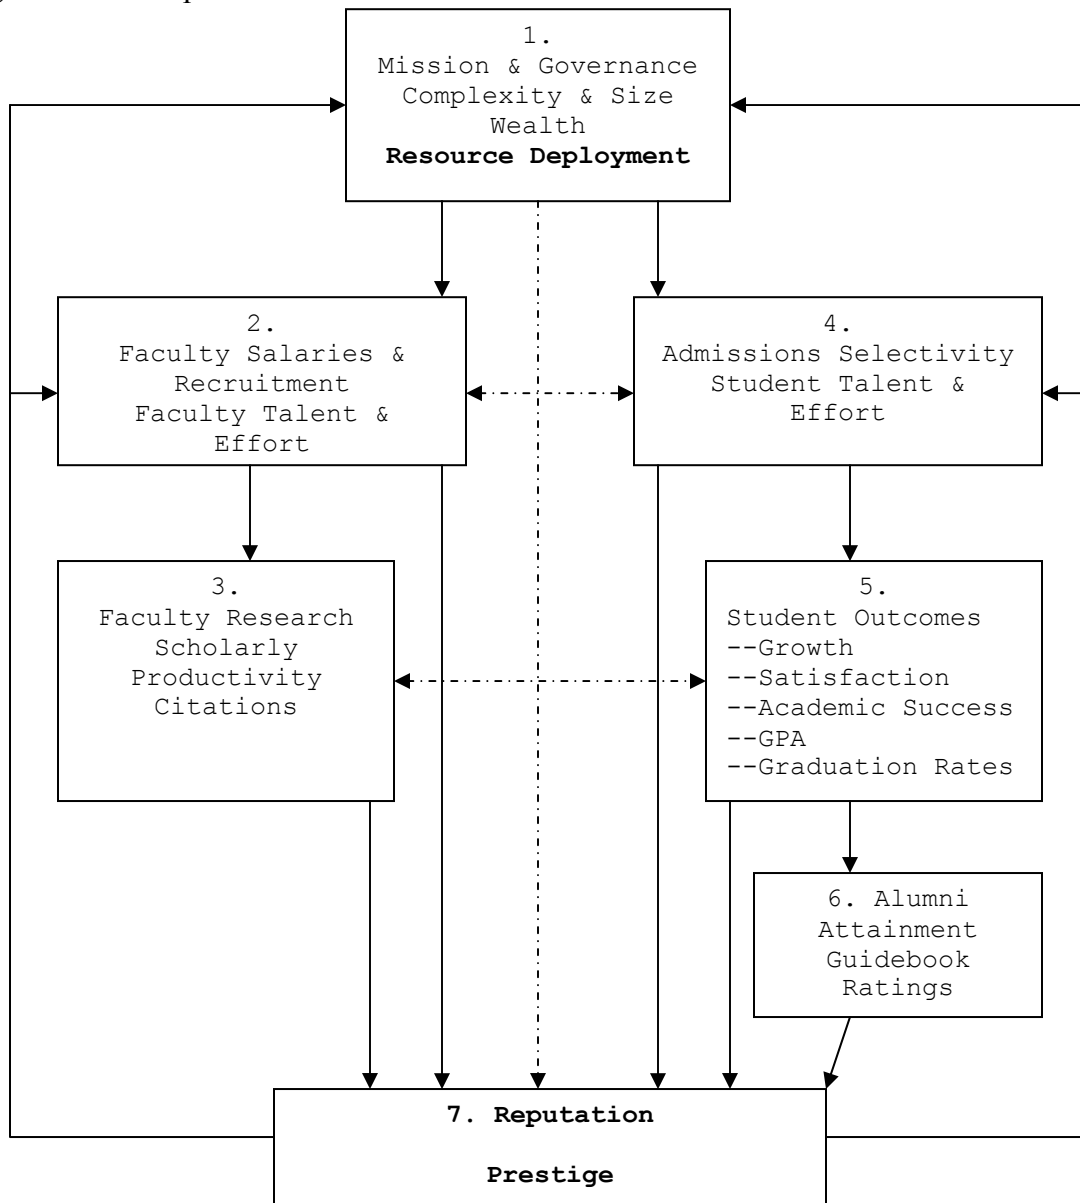 1.
Mission & Governance
Complexity & Size
Wealth
Resource Deployment
2.
Faculty Salaries &
Recruitment
Faculty Talent &
Effort
4.
Admissions Selectivity
Student Talent &
Effort
3.
Faculty Research
Scholarly
Productivity
Citations
5.
Student Outcomes
--Growth
--Satisfaction
--Academic Success
--GPA
--Graduation Rates
6. Alumni
Attainment
Guidebook
Ratings
7. Reputation
Prestige